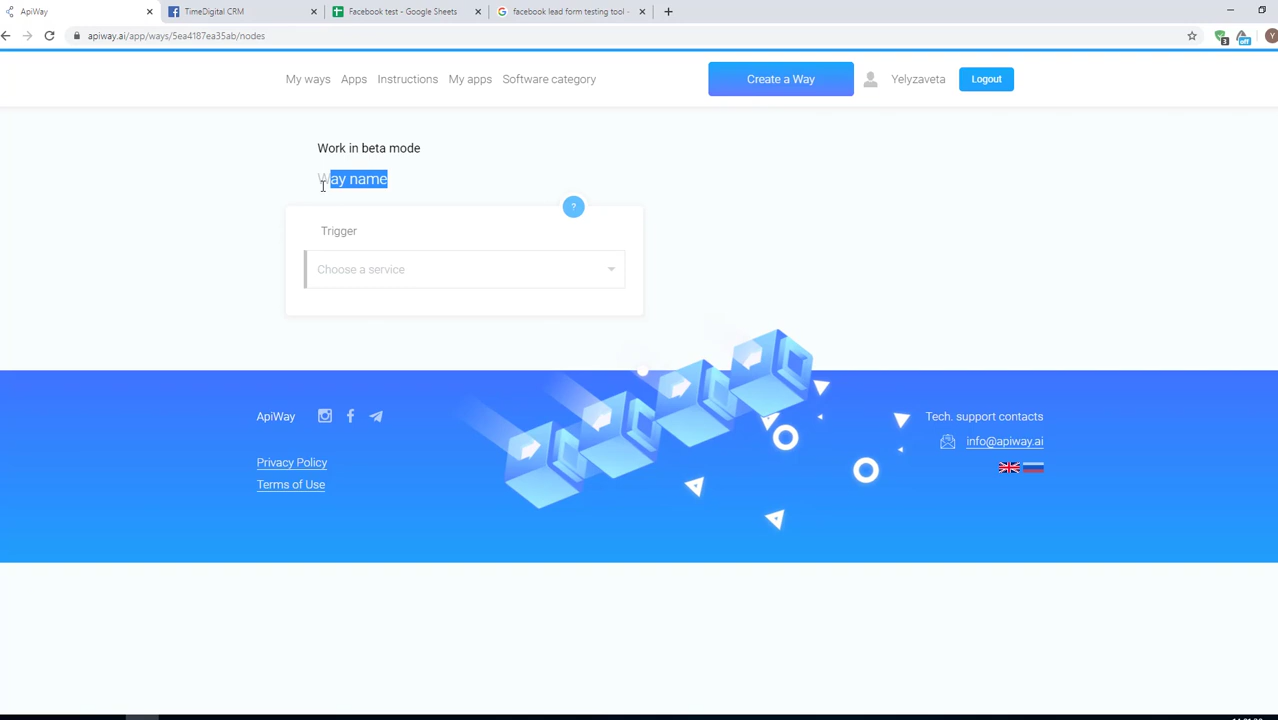 ApiWay
TimeDigital CRM
Facebook test - Google Sheets
facebook lead form testing tool -
apiway.ai/app/ways/5ea4187ea35ab/nodes
3
off
Y
My ways
Apps
Instructions
My apps
Software category
Create a Way
Yelyzaveta
Logout
Work in beta mode
Way name
?
Trigger
Choose a service
ApiWay
Privacy Policy
Terms of Use
Tech. support contacts
info@apiway.ai